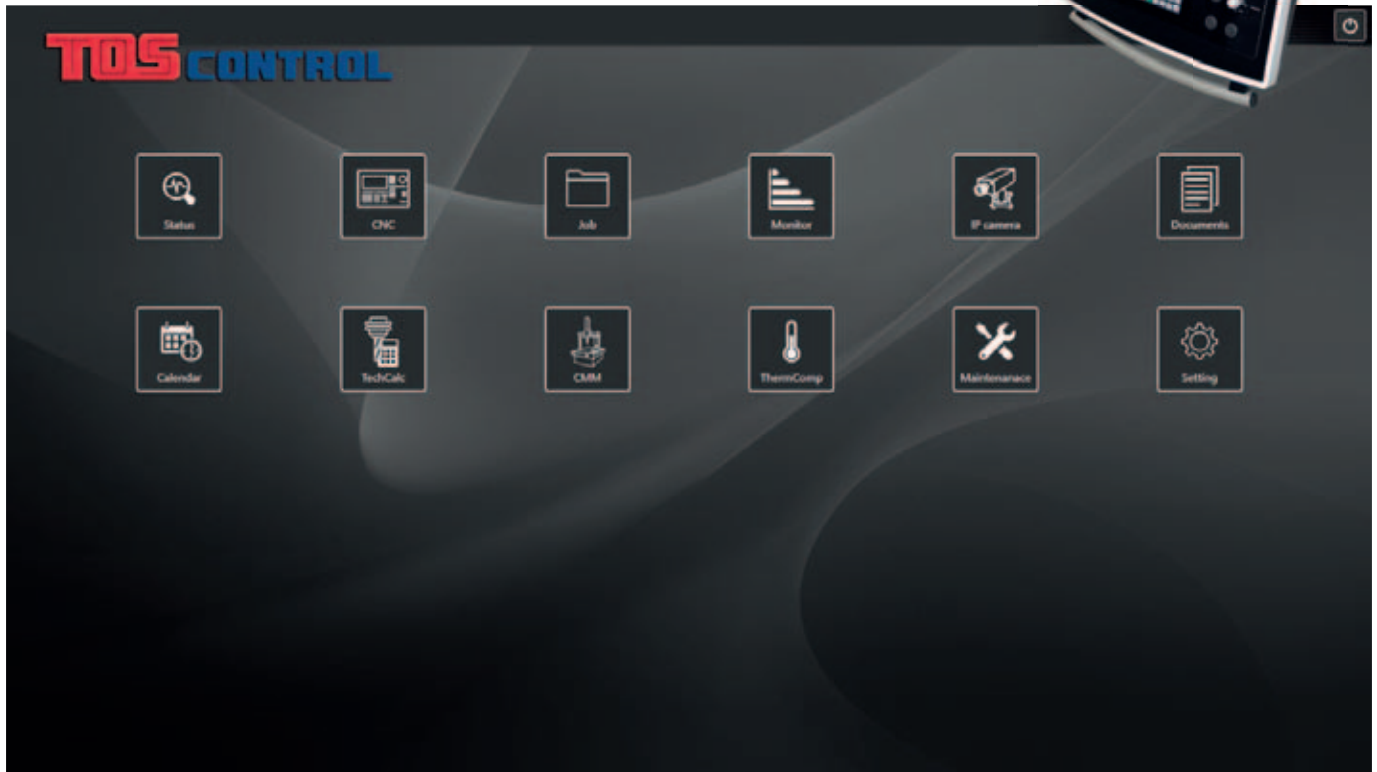 TOS CONTROL
Status CNC Job Monitor IP camera Documents
Calendar TechCalc CMM ThermComp Maintenanace Setting